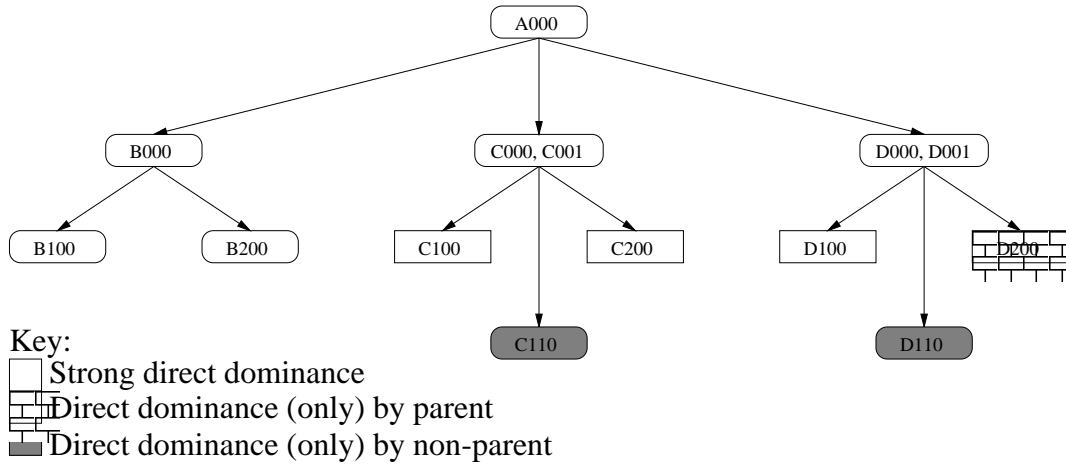 A000
B000
C000, C001
D000, D001
B100
B200
C100
C200
D100
D200
C110
D110
Key:
Strong direct dominance
Direct dominance (only) by parent
Direct dominance (only) by non-parent